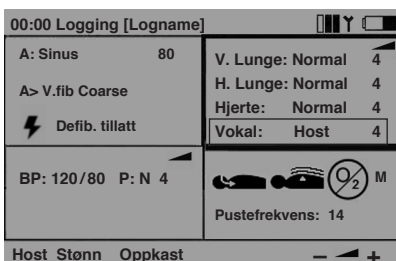 00:00 Logging [Logname]
A: Sinus 80
A> V.fib Coarse
Defib. tillatt
V. Lunge: Normal 4
H. Lunge: Normal 4
Hjerte: Normal 4
Vokal: Host 4
BP: 120/80 P: N 4
O2 M
Pustefrekvens: 14
Host Stønn Oppkast – +